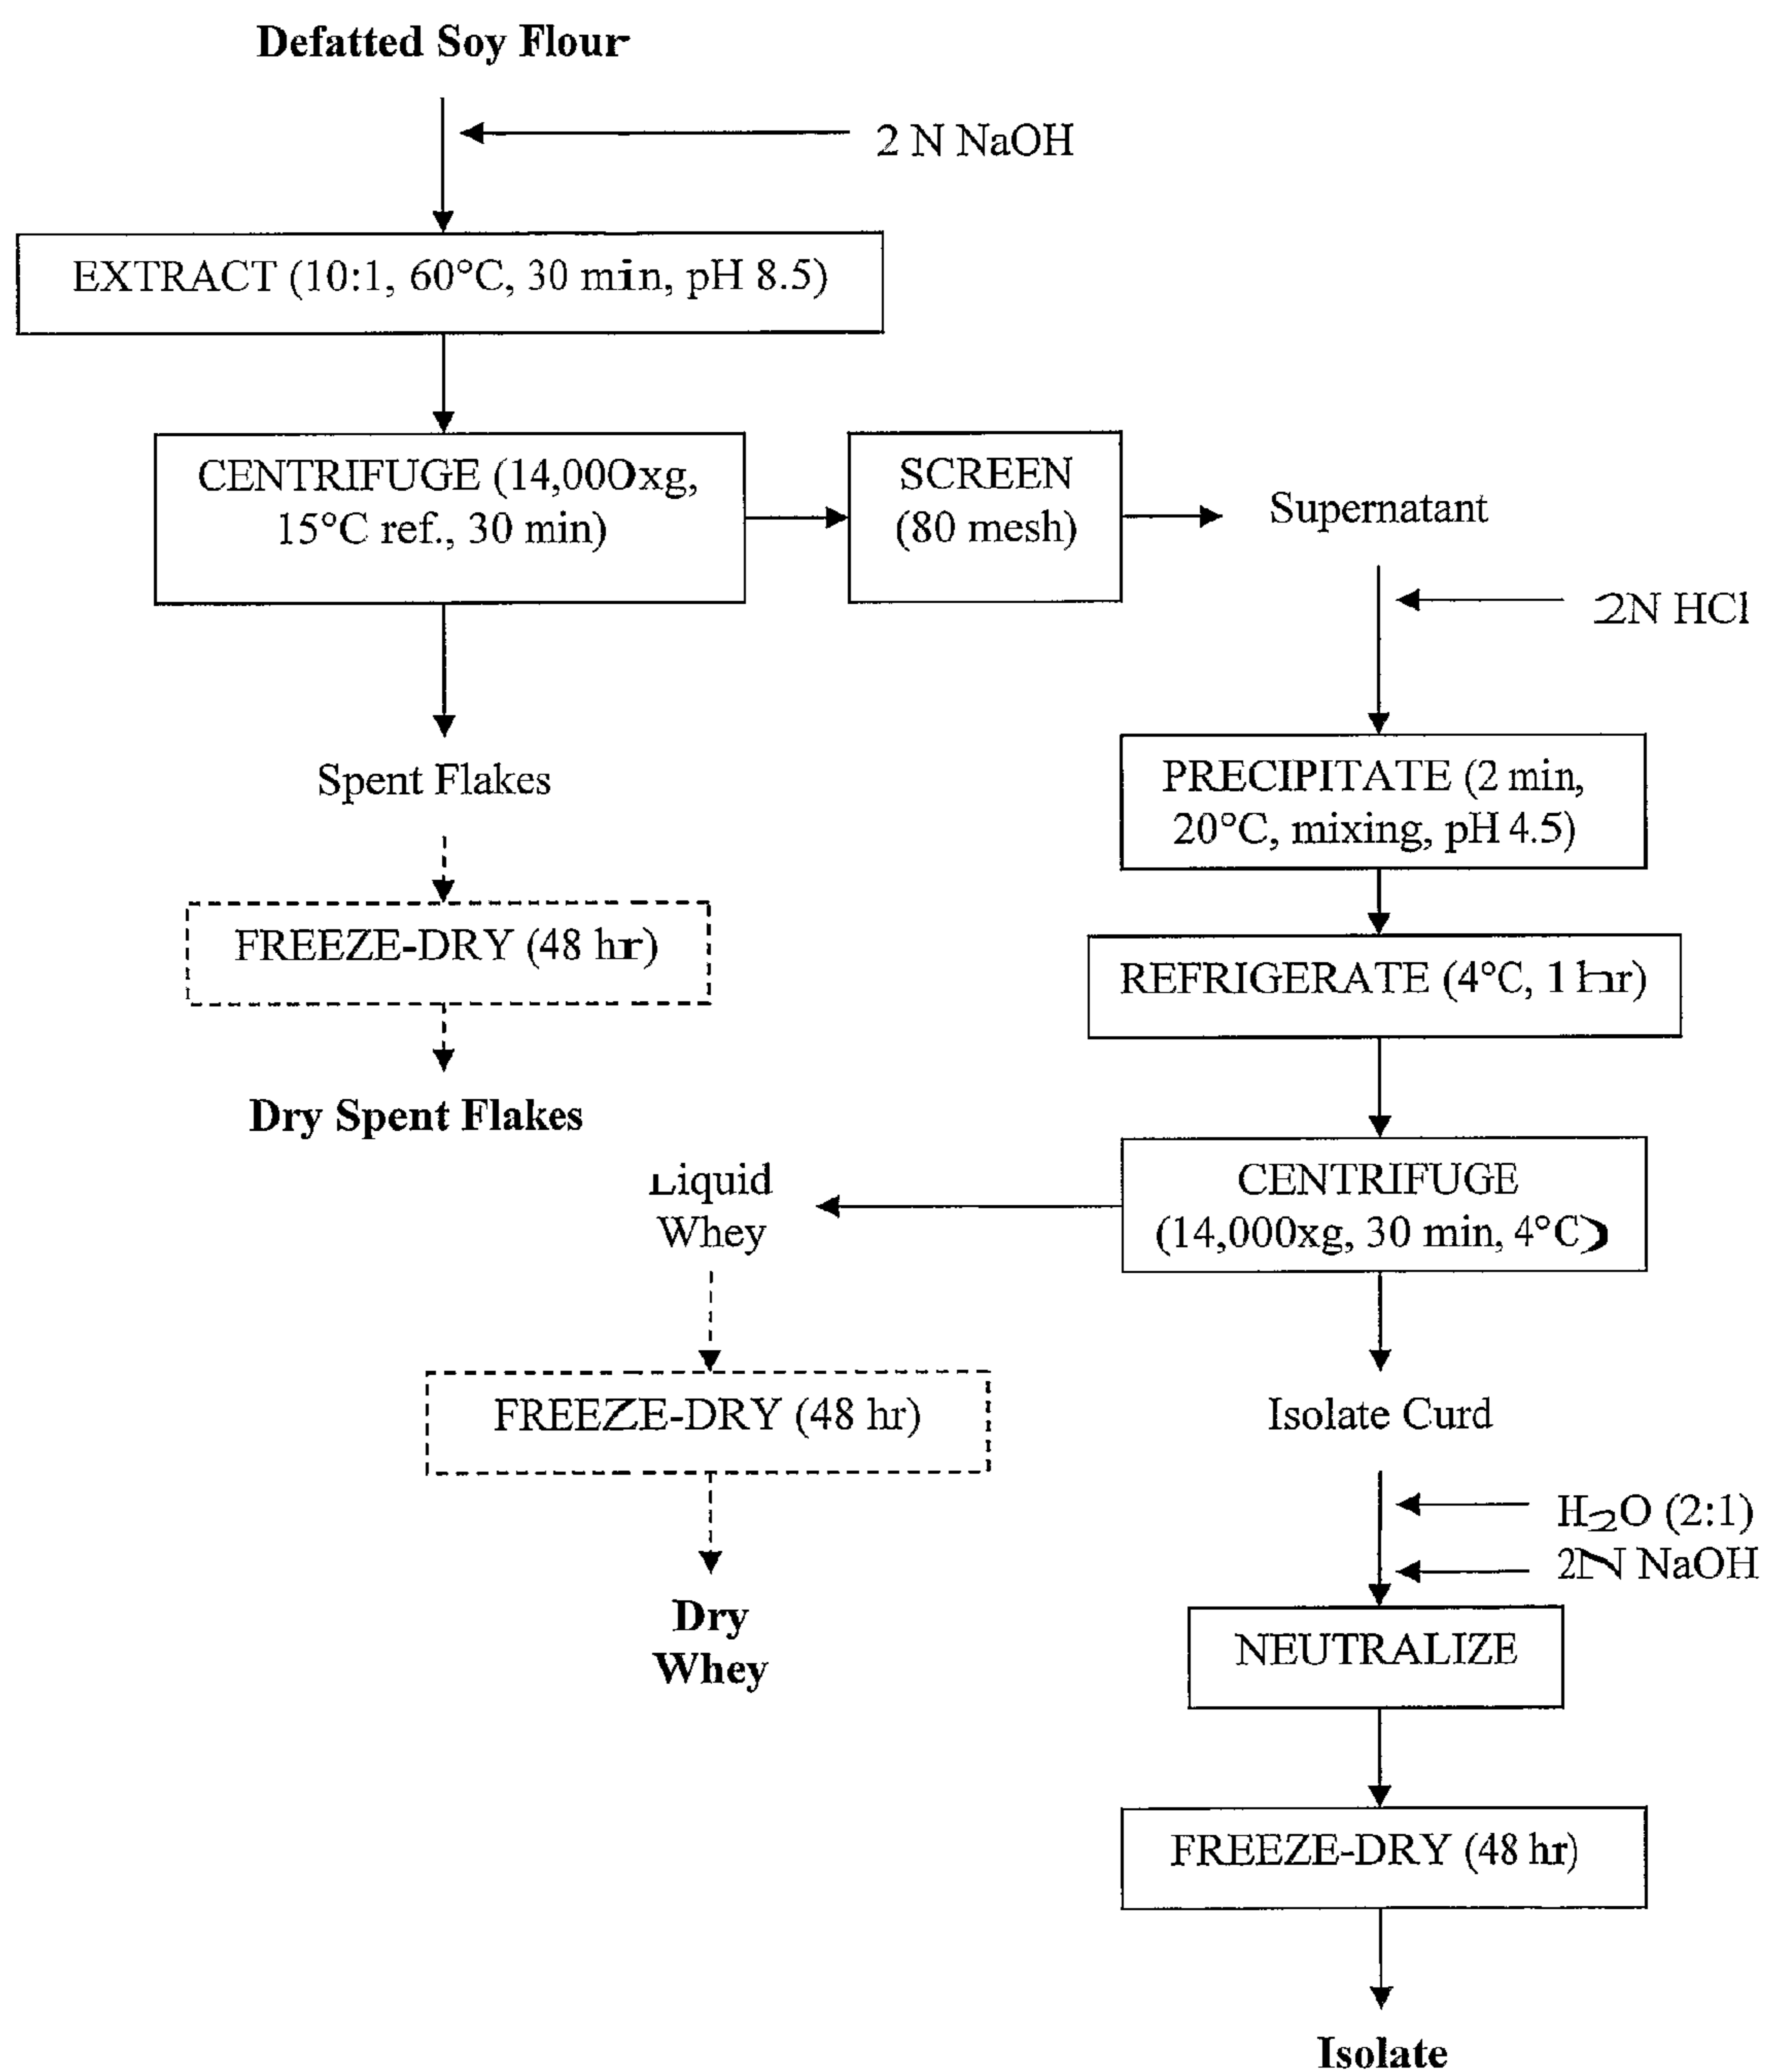 Defatted Soy Flour
2 N NaOH
EXTRACT (10:1, 60°C, 30 min, pH 8.5)
CENTRIFUGE (14,000xg,
15°C ref., 30 min)
SCREEN
(80 mesh)
Supernatant
2N HCl
Spent Flakes
PRECIPITATE (2 min,
20°C, mixing, pH 4.5)
FREEZE-DRY (48 hr)
REFRIGERATE (4°C, 1 hr)
Dry Spent Flakes
Liquid
Whey
CENTRIFUGE
(14,000xg, 30 min, 4°C)
FREEZE-DRY (48 hr)
Isolate Curd
H2O (2:1)
2N NaOH
Dry
Whey
NEUTRALIZE
FREEZE-DRY (48 hr)
Isolate